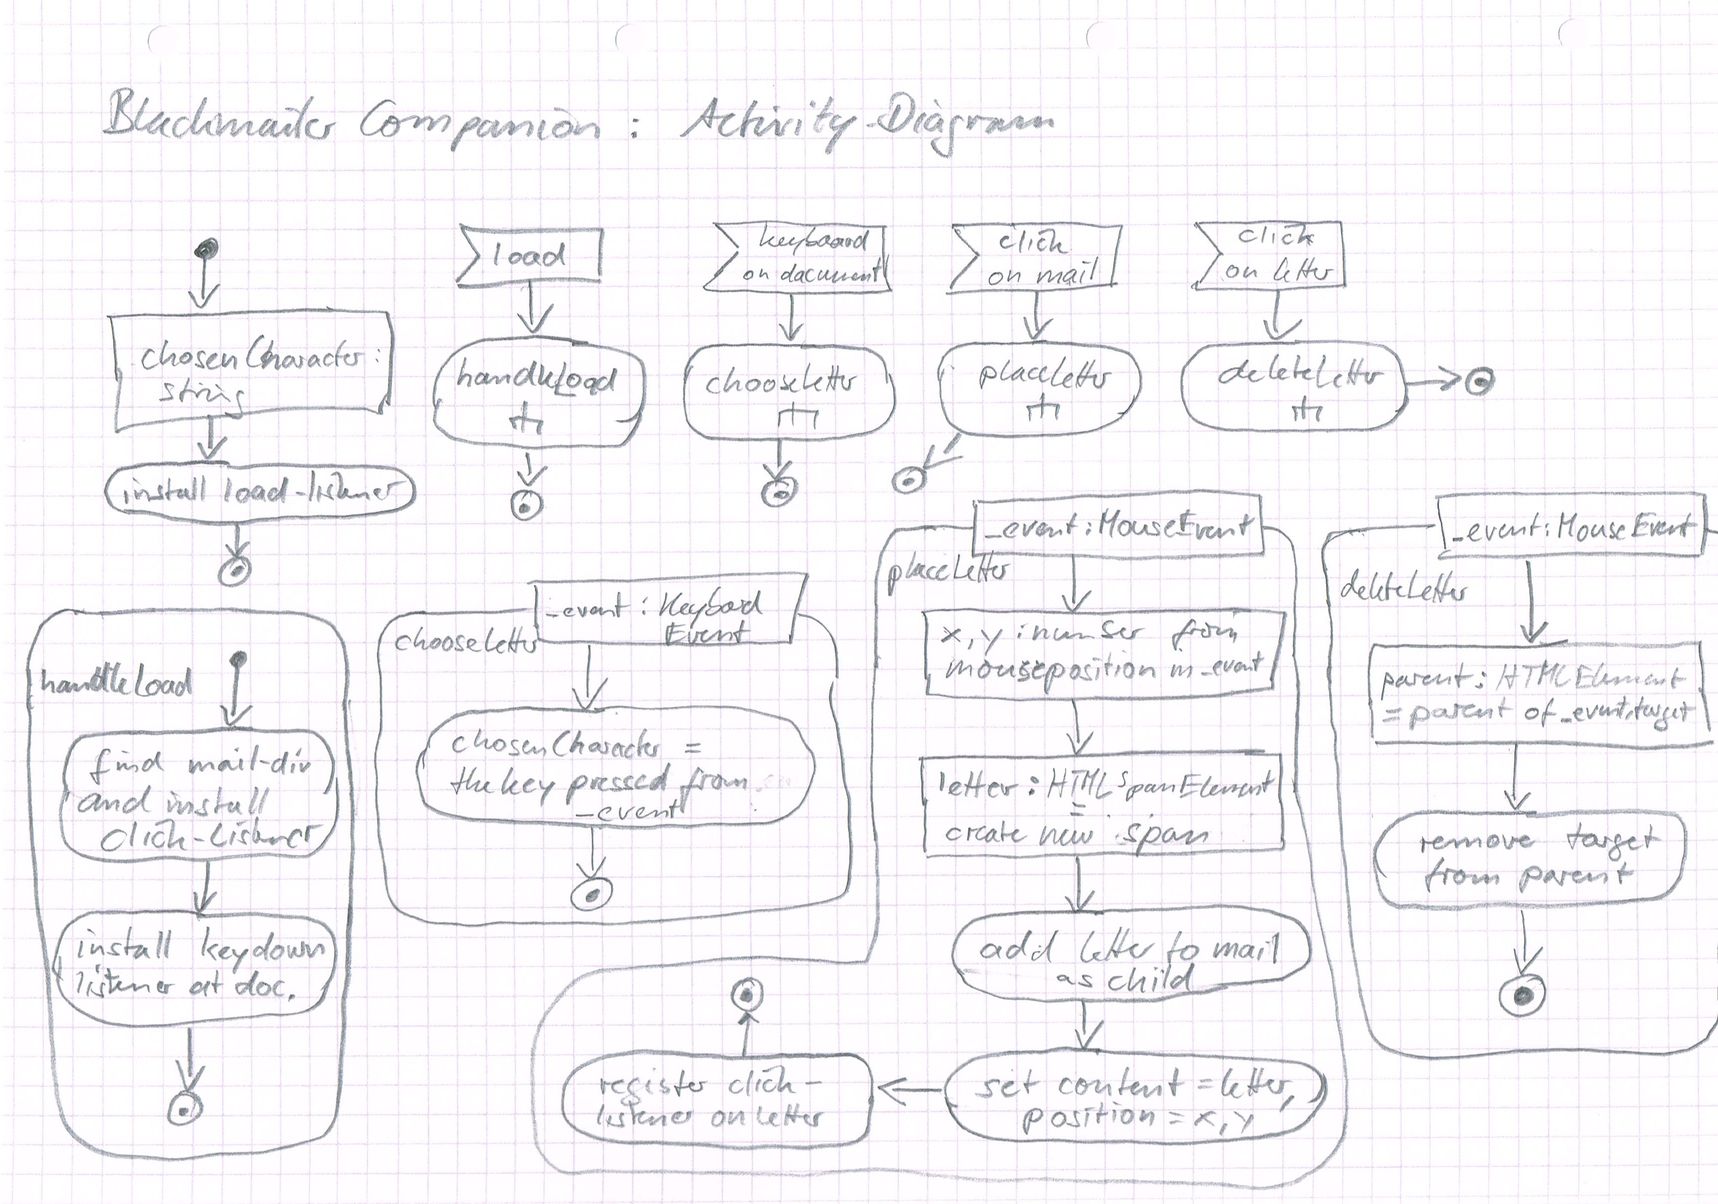 Blackmailer Companion : Activity-Diagram
chosenCharacter :
string
install load-listener
load
handleLoad
keyboard
on document
chooseLetter
click
on mail
placeLetter
click
on letter
deleteLetter
handleLoad
find mail-div
and install
click-listener
install keydown
listener at doc.
_event : Keyboard
Event
chooseLetter
chosenCharacter =
the key pressed from
_event
_event : MouseEvent
placeLetter
x, y : number from
mouseposition in _event
letter : HTMLSpanElement
=
create new span
add letter to mail
as child
set content = letter,
position = x, y
register click-
listener on letter
_event : MouseEvent
deleteLetter
parent : HTMLElement
= parent of _event.target
remove target
from parent